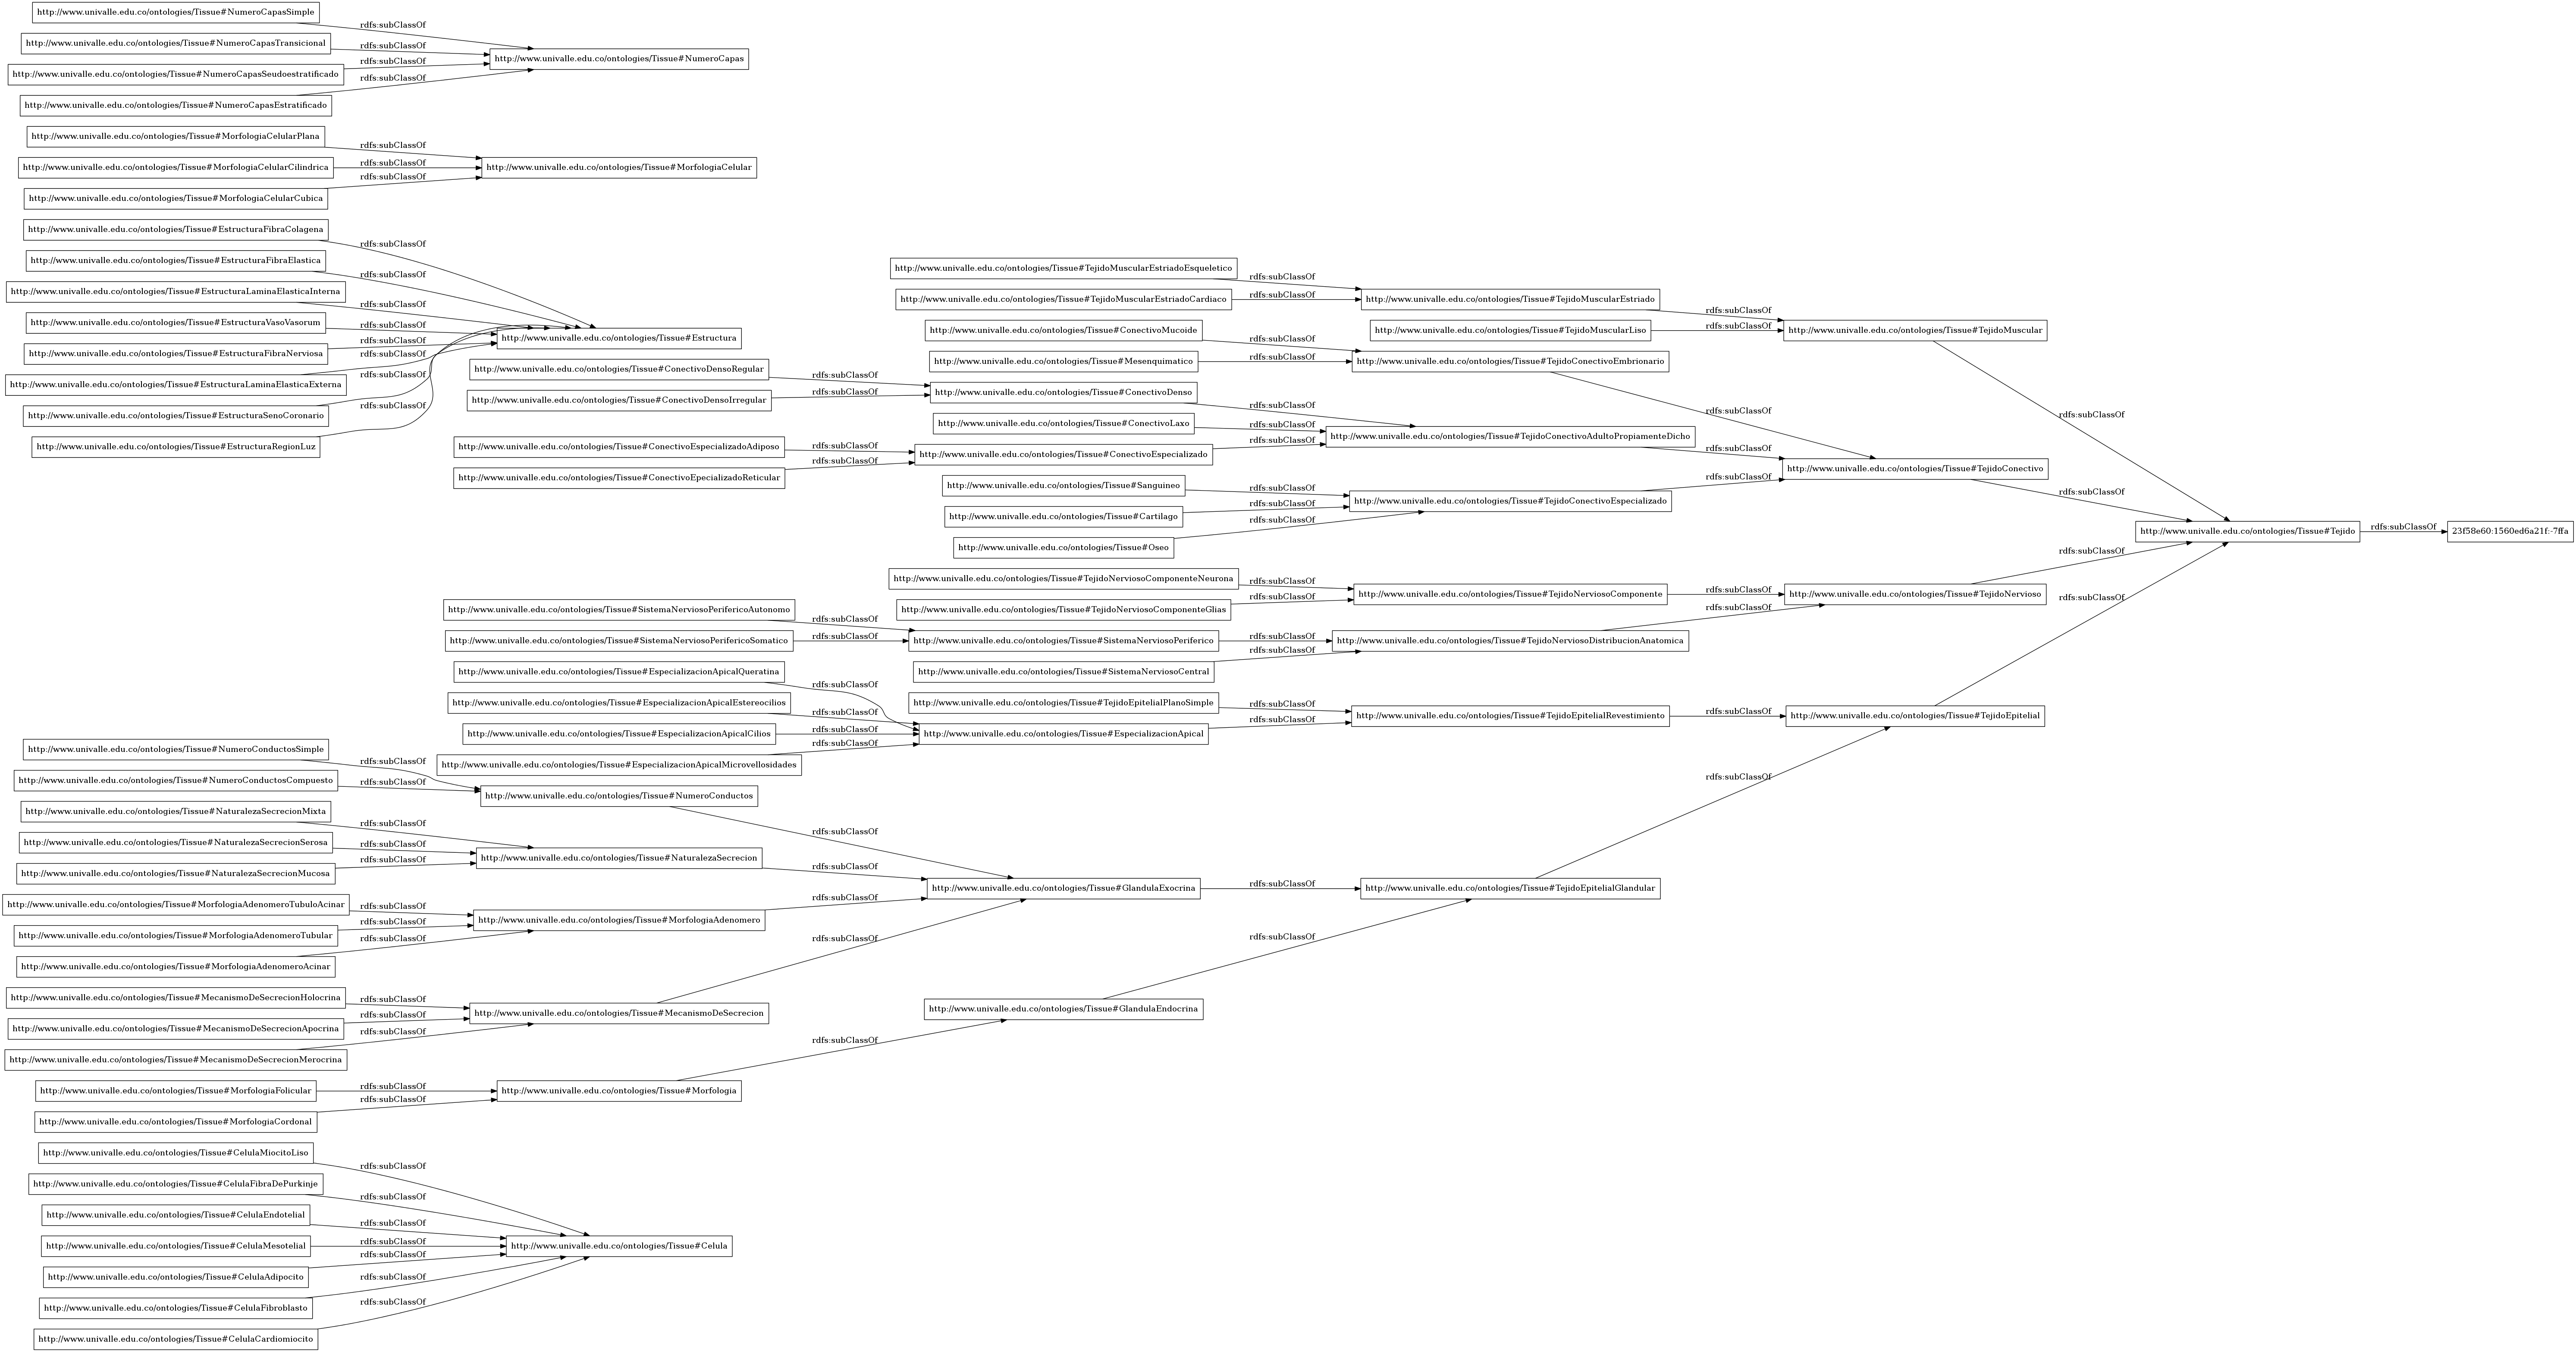 http://www.univalle.edu.co/ontologies/Tissue#NumeroCapasSimple
rdfs:subClassOf
http://www.univalle.edu.co/ontologies/Tissue#NumeroCapasTransicional
rdfs:subClassOf
http://www.univalle.edu.co/ontologies/Tissue#NumeroCapas
rdfs:subClassOf
http://www.univalle.edu.co/ontologies/Tissue#NumeroCapasSeudoestratificado
rdfs:subClassOf
http://www.univalle.edu.co/ontologies/Tissue#NumeroCapasEstratificado
http://www.univalle.edu.co/ontologies/Tissue#MorfologiaCelularPlana
rdfs:subClassOf
http://www.univalle.edu.co/ontologies/Tissue#MorfologiaCelularCilindrica
rdfs:subClassOf
http://www.univalle.edu.co/ontologies/Tissue#MorfologiaCelular
rdfs:subClassOf
http://www.univalle.edu.co/ontologies/Tissue#MorfologiaCelularCubica
http://www.univalle.edu.co/ontologies/Tissue#EstructuraFibraColagena
rdfs:subClassOf
http://www.univalle.edu.co/ontologies/Tissue#EstructuraFibraElastica
rdfs:subClassOf
http://www.univalle.edu.co/ontologies/Tissue#EstructuraLaminaElasticaInterna
rdfs:subClassOf
http://www.univalle.edu.co/ontologies/Tissue#EstructuraVasoVasorum
rdfs:subClassOf
http://www.univalle.edu.co/ontologies/Tissue#Estructura
rdfs:subClassOf
http://www.univalle.edu.co/ontologies/Tissue#EstructuraFibraNerviosa
rdfs:subClassOf
http://www.univalle.edu.co/ontologies/Tissue#EstructuraLaminaElasticaExterna
rdfs:subClassOf
http://www.univalle.edu.co/ontologies/Tissue#EstructuraSenoCoronario
rdfs:subClassOf
http://www.univalle.edu.co/ontologies/Tissue#EstructuraRegionLuz
http://www.univalle.edu.co/ontologies/Tissue#TejidoMuscularEstriadoEsqueletico
rdfs:subClassOf
http://www.univalle.edu.co/ontologies/Tissue#TejidoMuscularEstriadoCardiaco
rdfs:subClassOf
http://www.univalle.edu.co/ontologies/Tissue#TejidoMuscularEstriado
rdfs:subClassOf
http://www.univalle.edu.co/ontologies/Tissue#TejidoMuscularLiso
rdfs:subClassOf
http://www.univalle.edu.co/ontologies/Tissue#TejidoMuscular
rdfs:subClassOf
http://www.univalle.edu.co/ontologies/Tissue#ConectivoMucoide
rdfs:subClassOf
http://www.univalle.edu.co/ontologies/Tissue#Mesenquimatico
rdfs:subClassOf
http://www.univalle.edu.co/ontologies/Tissue#TejidoConectivoEmbrionario
rdfs:subClassOf
http://www.univalle.edu.co/ontologies/Tissue#ConectivoDensoRegular
rdfs:subClassOf
http://www.univalle.edu.co/ontologies/Tissue#ConectivoDensoIrregular
rdfs:subClassOf
http://www.univalle.edu.co/ontologies/Tissue#ConectivoDenso
rdfs:subClassOf
http://www.univalle.edu.co/ontologies/Tissue#ConectivoLaxo
rdfs:subClassOf
http://www.univalle.edu.co/ontologies/Tissue#TejidoConectivoAdultoPropiamenteDicho
rdfs:subClassOf
http://www.univalle.edu.co/ontologies/Tissue#ConectivoEspecializadoAdiposo
rdfs:subClassOf
http://www.univalle.edu.co/ontologies/Tissue#ConectivoEspecializado
rdfs:subClassOf
http://www.univalle.edu.co/ontologies/Tissue#ConectivoEpecializadoReticular
rdfs:subClassOf
http://www.univalle.edu.co/ontologies/Tissue#TejidoConectivo
rdfs:subClassOf
http://www.univalle.edu.co/ontologies/Tissue#Sanguineo
rdfs:subClassOf
http://www.univalle.edu.co/ontologies/Tissue#TejidoConectivoEspecializado
rdfs:subClassOf
http://www.univalle.edu.co/ontologies/Tissue#Cartilago
rdfs:subClassOf
http://www.univalle.edu.co/ontologies/Tissue#Oseo
rdfs:subClassOf
http://www.univalle.edu.co/ontologies/Tissue#Tejido
rdfs:subClassOf
23f58e60:1560ed6a21f:-7ffa
http://www.univalle.edu.co/ontologies/Tissue#TejidoNerviosoComponenteNeurona
rdfs:subClassOf
http://www.univalle.edu.co/ontologies/Tissue#TejidoNerviosoComponente
rdfs:subClassOf
http://www.univalle.edu.co/ontologies/Tissue#TejidoNervioso
rdfs:subClassOf
http://www.univalle.edu.co/ontologies/Tissue#TejidoNerviosoComponenteGlias
rdfs:subClassOf
http://www.univalle.edu.co/ontologies/Tissue#SistemaNerviosoPerifericoAutonomo
rdfs:subClassOf
http://www.univalle.edu.co/ontologies/Tissue#SistemaNerviosoPerifericoSomatico
rdfs:subClassOf
http://www.univalle.edu.co/ontologies/Tissue#SistemaNerviosoPeriferico
rdfs:subClassOf
http://www.univalle.edu.co/ontologies/Tissue#TejidoNerviosoDistribucionAnatomica
rdfs:subClassOf
http://www.univalle.edu.co/ontologies/Tissue#SistemaNerviosoCentral
rdfs:subClassOf
http://www.univalle.edu.co/ontologies/Tissue#EspecializacionApicalQueratina
rdfs:subClassOf
http://www.univalle.edu.co/ontologies/Tissue#EspecializacionApicalEstereocilios
rdfs:subClassOf
http://www.univalle.edu.co/ontologies/Tissue#TejidoEpitelialPlanoSimple
rdfs:subClassOf
http://www.univalle.edu.co/ontologies/Tissue#TejidoEpitelialRevestimiento
rdfs:subClassOf
http://www.univalle.edu.co/ontologies/Tissue#TejidoEpitelial
rdfs:subClassOf
http://www.univalle.edu.co/ontologies/Tissue#EspecializacionApicalCilios
rdfs:subClassOf
http://www.univalle.edu.co/ontologies/Tissue#EspecializacionApical
rdfs:subClassOf
http://www.univalle.edu.co/ontologies/Tissue#EspecializacionApicalMicrovellosidades
rdfs:subClassOf
http://www.univalle.edu.co/ontologies/Tissue#NumeroConductosSimple
rdfs:subClassOf
http://www.univalle.edu.co/ontologies/Tissue#NumeroConductosCompuesto
rdfs:subClassOf
http://www.univalle.edu.co/ontologies/Tissue#NumeroConductos
rdfs:subClassOf
http://www.univalle.edu.co/ontologies/Tissue#NaturalezaSecrecionMixta
rdfs:subClassOf
http://www.univalle.edu.co/ontologies/Tissue#NaturalezaSecrecionSerosa
rdfs:subClassOf
http://www.univalle.edu.co/ontologies/Tissue#NaturalezaSecrecion
rdfs:subClassOf
http://www.univalle.edu.co/ontologies/Tissue#NaturalezaSecrecionMucosa
rdfs:subClassOf
http://www.univalle.edu.co/ontologies/Tissue#GlandulaExocrina
rdfs:subClassOf
http://www.univalle.edu.co/ontologies/Tissue#TejidoEpitelialGlandular
rdfs:subClassOf
http://www.univalle.edu.co/ontologies/Tissue#MorfologiaAdenomeroTubuloAcinar
rdfs:subClassOf
http://www.univalle.edu.co/ontologies/Tissue#MorfologiaAdenomero
rdfs:subClassOf
http://www.univalle.edu.co/ontologies/Tissue#MorfologiaAdenomeroTubular
rdfs:subClassOf
http://www.univalle.edu.co/ontologies/Tissue#MorfologiaAdenomeroAcinar
rdfs:subClassOf
http://www.univalle.edu.co/ontologies/Tissue#MecanismoDeSecrecionHolocrina
rdfs:subClassOf
http://www.univalle.edu.co/ontologies/Tissue#MecanismoDeSecrecion
rdfs:subClassOf
http://www.univalle.edu.co/ontologies/Tissue#GlandulaEndocrina
rdfs:subClassOf
http://www.univalle.edu.co/ontologies/Tissue#MecanismoDeSecrecionApocrina
rdfs:subClassOf
http://www.univalle.edu.co/ontologies/Tissue#MecanismoDeSecrecionMerocrina
rdfs:subClassOf
http://www.univalle.edu.co/ontologies/Tissue#MorfologiaFolicular
rdfs:subClassOf
http://www.univalle.edu.co/ontologies/Tissue#Morfologia
rdfs:subClassOf
http://www.univalle.edu.co/ontologies/Tissue#MorfologiaCordonal
http://www.univalle.edu.co/ontologies/Tissue#CelulaMiocitoLiso
rdfs:subClassOf
http://www.univalle.edu.co/ontologies/Tissue#CelulaFibraDePurkinje
rdfs:subClassOf
http://www.univalle.edu.co/ontologies/Tissue#CelulaEndotelial
rdfs:subClassOf
http://www.univalle.edu.co/ontologies/Tissue#CelulaMesotelial
rdfs:subClassOf
http://www.univalle.edu.co/ontologies/Tissue#Celula
rdfs:subClassOf
http://www.univalle.edu.co/ontologies/Tissue#CelulaAdipocito
rdfs:subClassOf
http://www.univalle.edu.co/ontologies/Tissue#CelulaFibroblasto
rdfs:subClassOf
http://www.univalle.edu.co/ontologies/Tissue#CelulaCardiomiocito